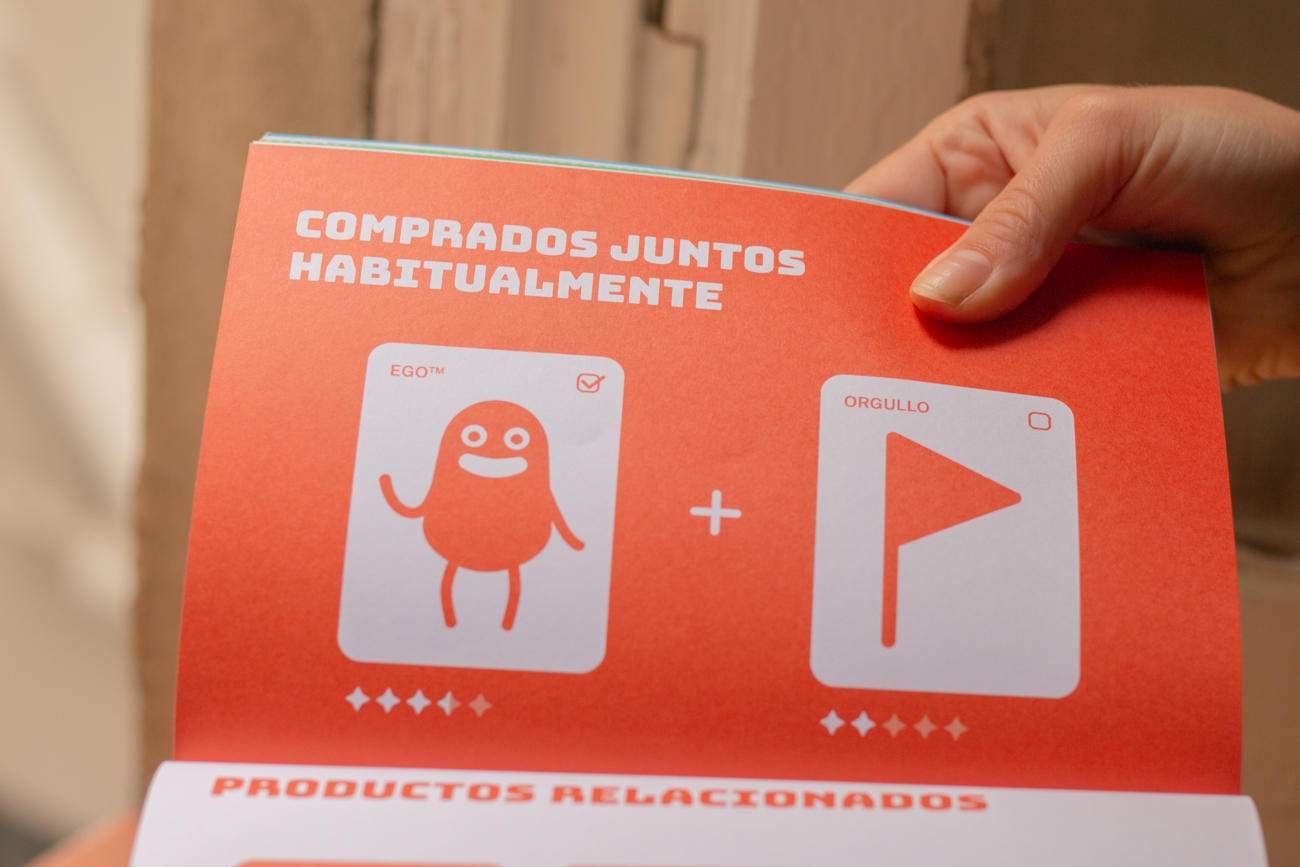 COMPRADOS JUNTOS
HABITUALMENTE
EGO™
ORGULLO
PRODUCTOS RELACIONADOS